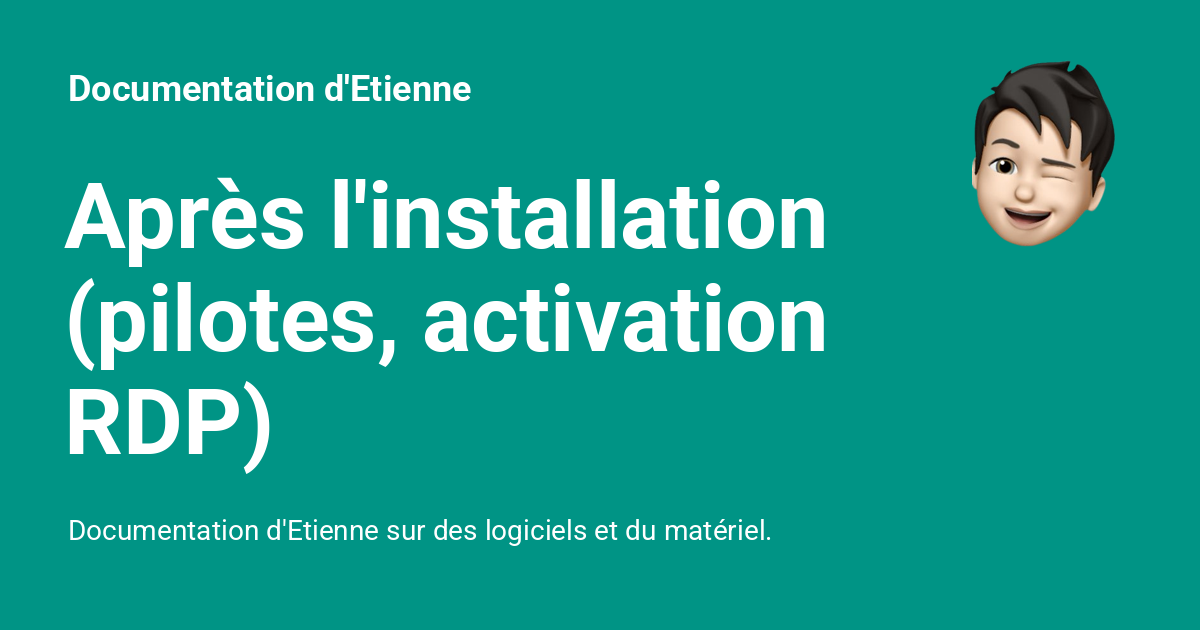 Documentation d'Etienne
Après l'installation
(pilotes, activation
RDP)
Documentation d'Etienne sur des logiciels et du matériel.